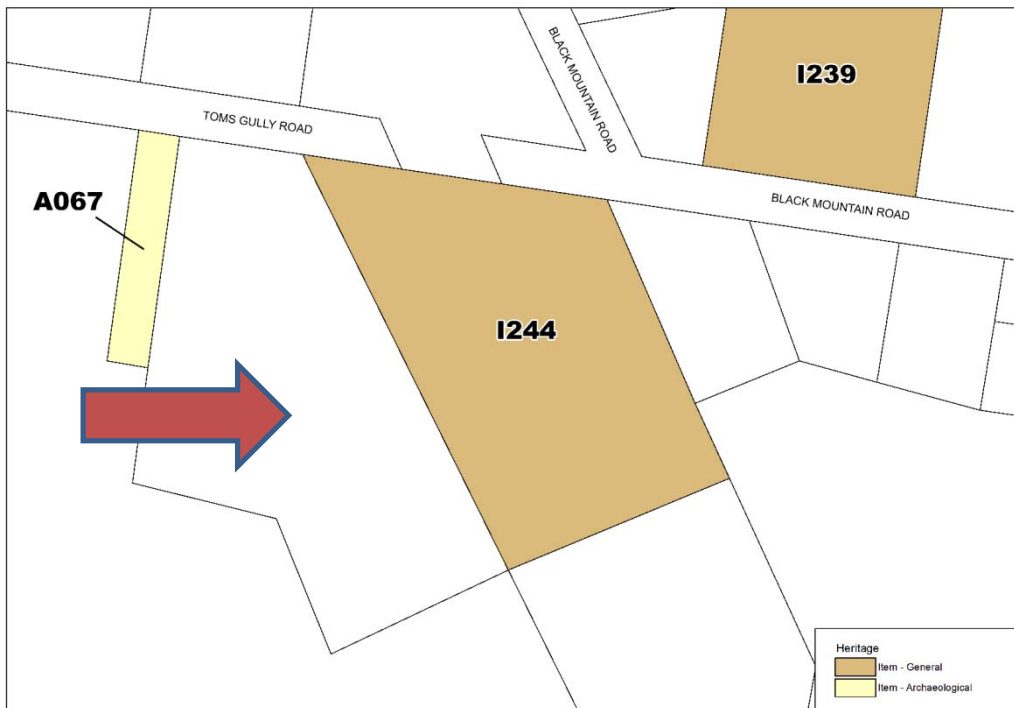 BLACK MOUNTAIN ROAD
I239
TOMS GULLY ROAD
A067
BLACK MOUNTAIN ROAD
I244
Heritage
Item - General
Item - Archaeological